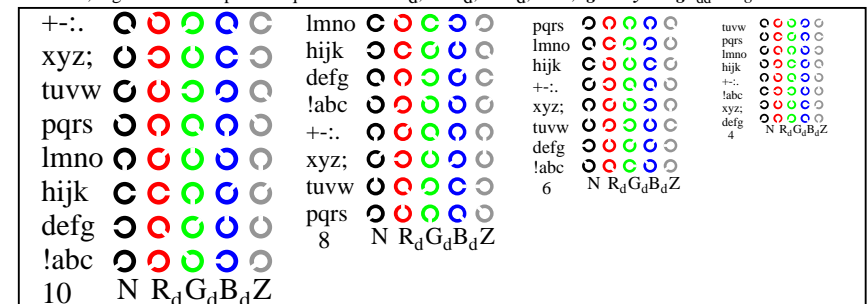 +-:.
xyz;
tuvw
pqrs
lmno
hijk
defg
!abc
10 N RdGdBdZ
lmno
hijk
defg
!abc
+-:.
xyz;
tuvw
pqrs
8 N RdGdBdZ
pqrs
lmno
hijk
+-:.
xyz;
tuvw
defg
!abc
6 N RdGdBdZ
tuvw
pqrs
lmno
hijk
+-:.
!abc
xyz;
defg
4 N RdGdBdZ